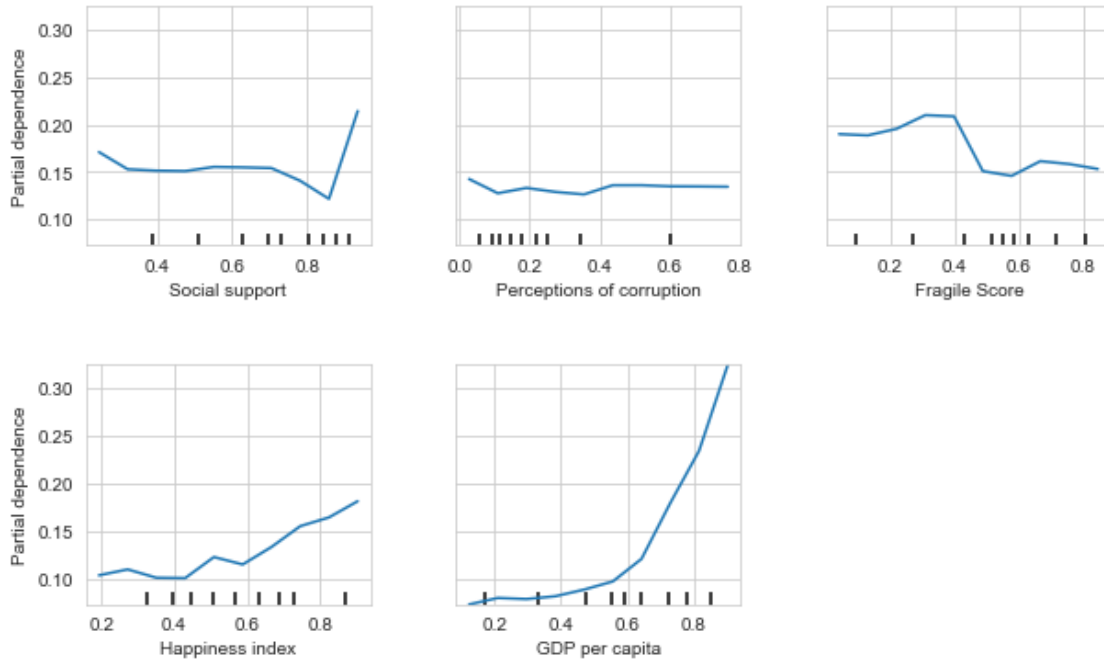 Partial dependence
0.30
0.25
0.20
0.15
0.10
0.4 0.6 0.8
Social support
0.0 0.2 0.4 0.6 0.8
Perceptions of corruption
0.2 0.4 0.6 0.8
Fragile Score
Partial dependence
0.30
0.25
0.20
0.15
0.10
0.2 0.4 0.6 0.8
Happiness index
0.2 0.4 0.6 0.8
GDP per capita